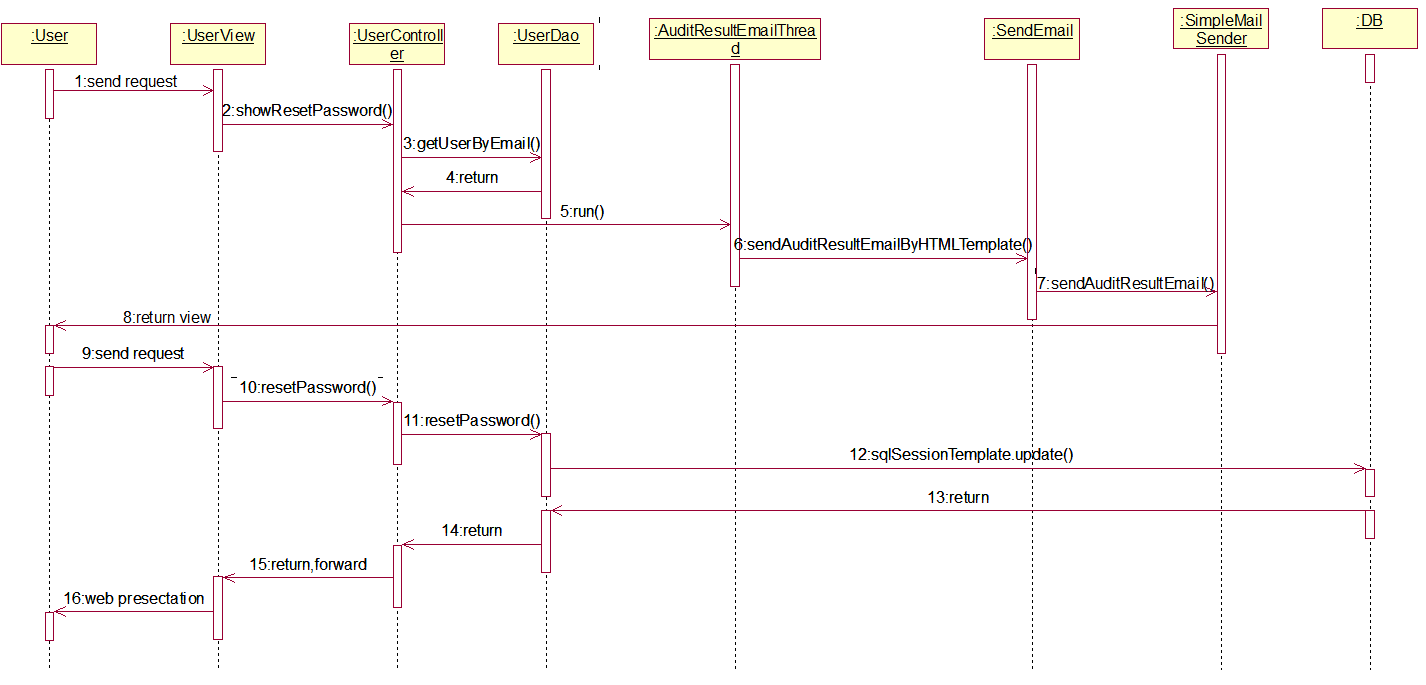 :User
:UserView
:UserControll
er
:UserDao
:AuditResultEmailThrea
d
:SendEmail
:SimpleMail
Sender
:DB
1:send request
2:showResetPassword()
3:getUserByEmail()
4:return
5:run()
6:sendAuditResultEmailByHTMLTemplate()
7:sendAuditResultEmail()
8:return view
9:send request
10:resetPassword()
11:resetPassword()
12:sqlSessionTemplate.update()
13:return
14:return
15:return,forward
16:web presectation